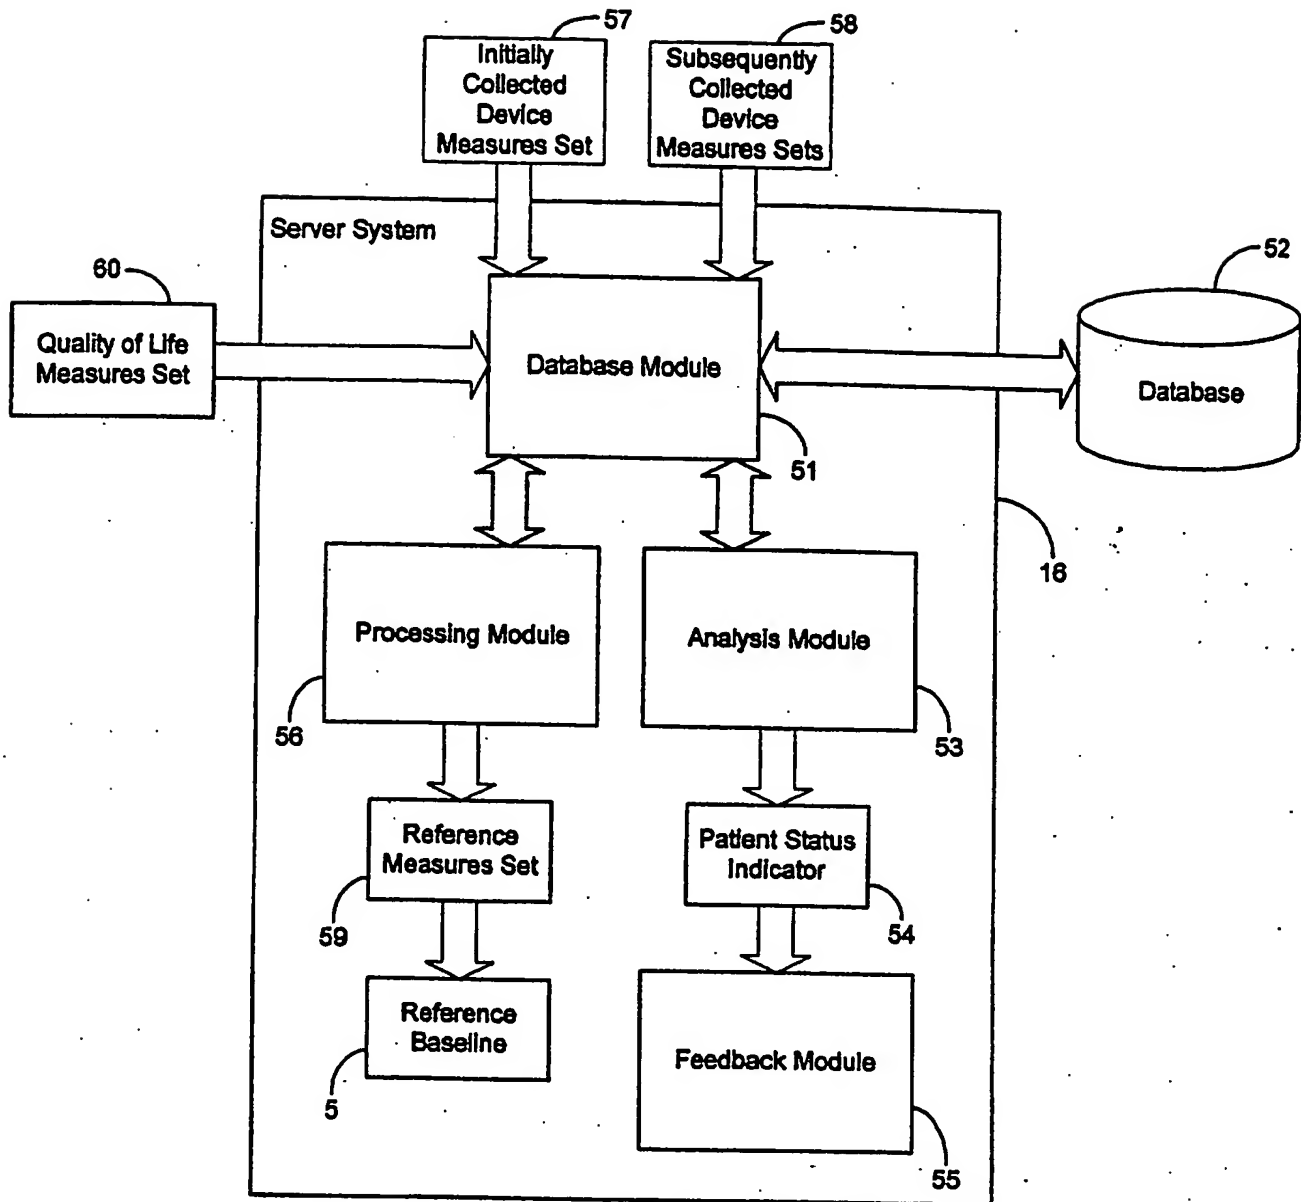 57
58
Initially
Collected
Device
Measures Set
Subsequently
Collected
Device
Measures Sets
Server System
60
52
Quality of Life
Measures Set
Database Module
Database
51
16
Processing Module
Analysis Module
56
53
Reference
Measures Set
Patient Status
Indicator
59
54
Reference
Baseline
Feedback Module
5
55